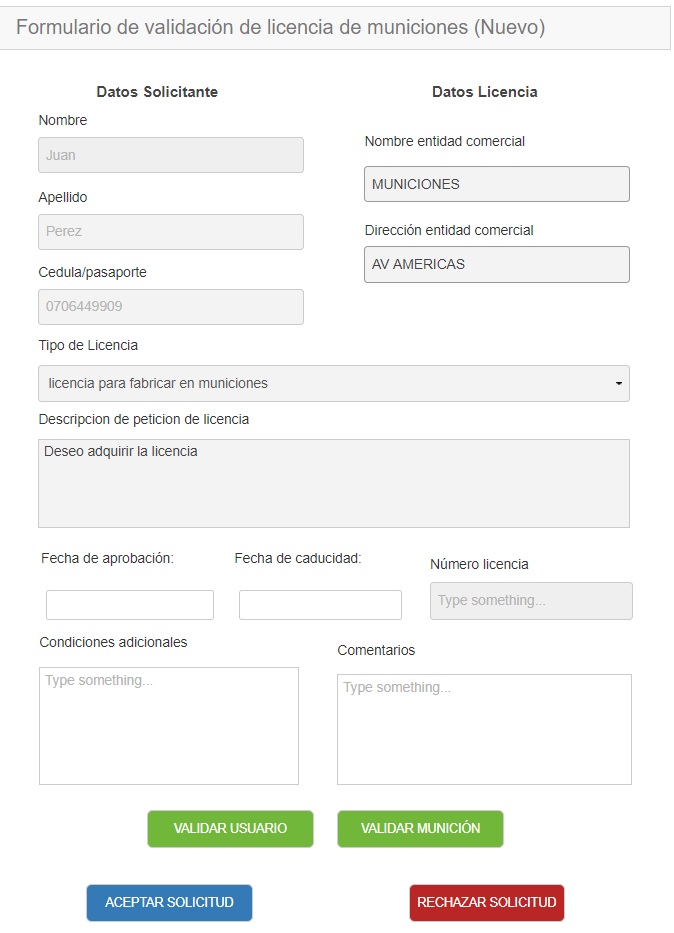 Formulario de validación de licencia de municiones (Nuevo)
Datos Solicitante
Nombre
Juan
Apellido
Perez
Cedula/pasaporte
0706449909
Datos Licencia
Nombre entidad comercial
MUNICIONES
Dirección entidad comercial
AV AMERICAS
Tipo de Licencia
licencia para fabricar en municiones
Descripcion de peticion de licencia
Deseo adquirir la licencia
Fecha de aprobación:
Fecha de caducidad:
Número licencia
Type something...
Condiciones adicionales
Type something...
Comentarios
Type something...
VALIDAR USUARIO
VALIDAR MUNICIÓN
ACEPTAR SOLICITUD
RECHAZAR SOLICITUD